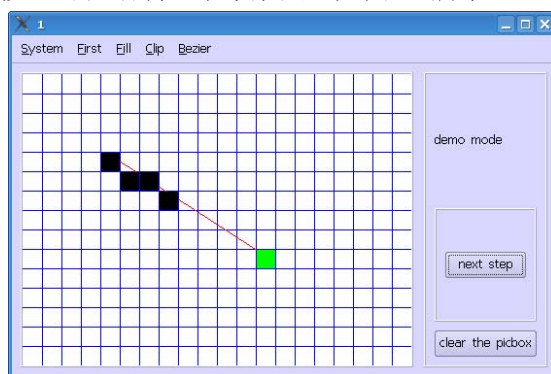 1
System First Fill Clip Bezier
demo mode
next step
clear the picbox